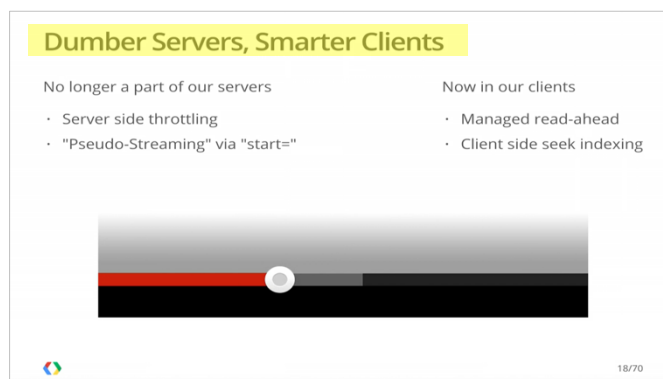 Dumber Servers, Smarter Clients
No longer a part of our servers
· Server side throttling
· "Pseudo-Streaming" via "start="
Now in our clients
· Managed read-ahead
· Client side seek indexing
18/70